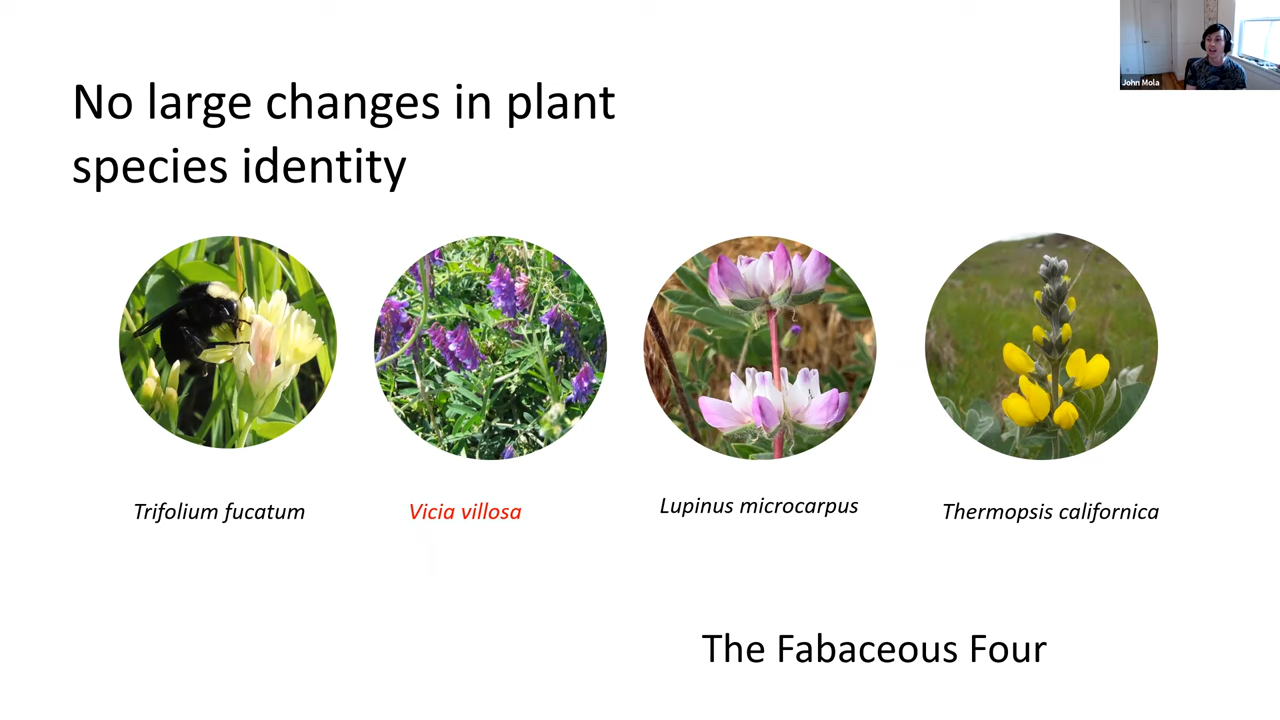 John Mola
No large changes in plant
species identity
Trifolium fucatum
Vicia villosa
Lupinus microcarpus
Thermopsis californica
The Fabaceous Four